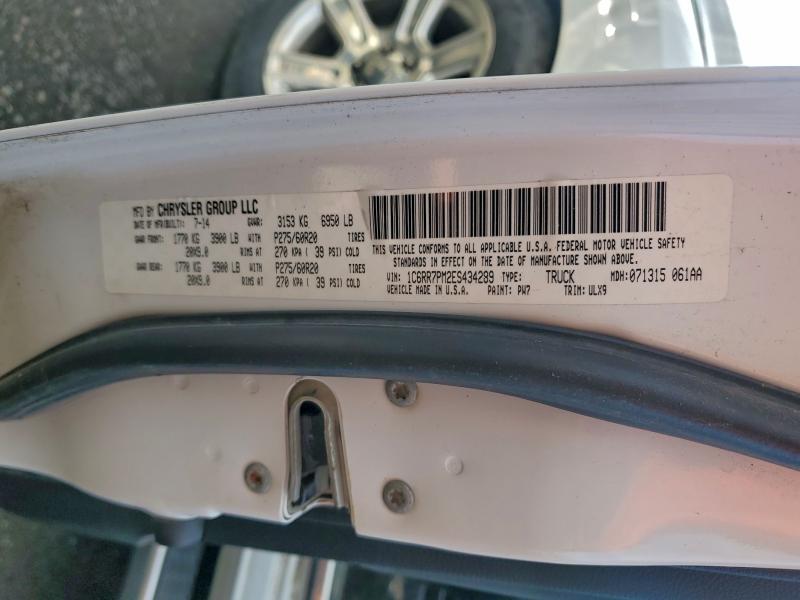 MFD BY CHRYSLER GROUP LLC
DATE OF MFR(BUILT): 7-14 GVWR: 3153 KG 6950 LB
GAWR FRONT: 1770 KG 3900 LB WITH P275/60R20 TIRES
20X9.0 RIMS AT 270 KPA ( 39 PSI) COLD
GAWR REAR: 1770 KG 3900 LB WITH P275/60R20 TIRES
20X9.0 RIMS AT 270 KPA ( 39 PSI) COLD
THIS VEHICLE CONFORMS TO ALL APPLICABLE U.S.A. FEDERAL MOTOR VEHICLE SAFETY
STANDARDS IN EFFECT ON THE DATE OF MANUFACTURE SHOWN ABOVE.
VIN: 1C6RR7PM2ES434289 TYPE: TRUCK MDH: 071315 061AA
VEHICLE MADE IN U.S.A. PAINT: PW7 TRIM: ULX9